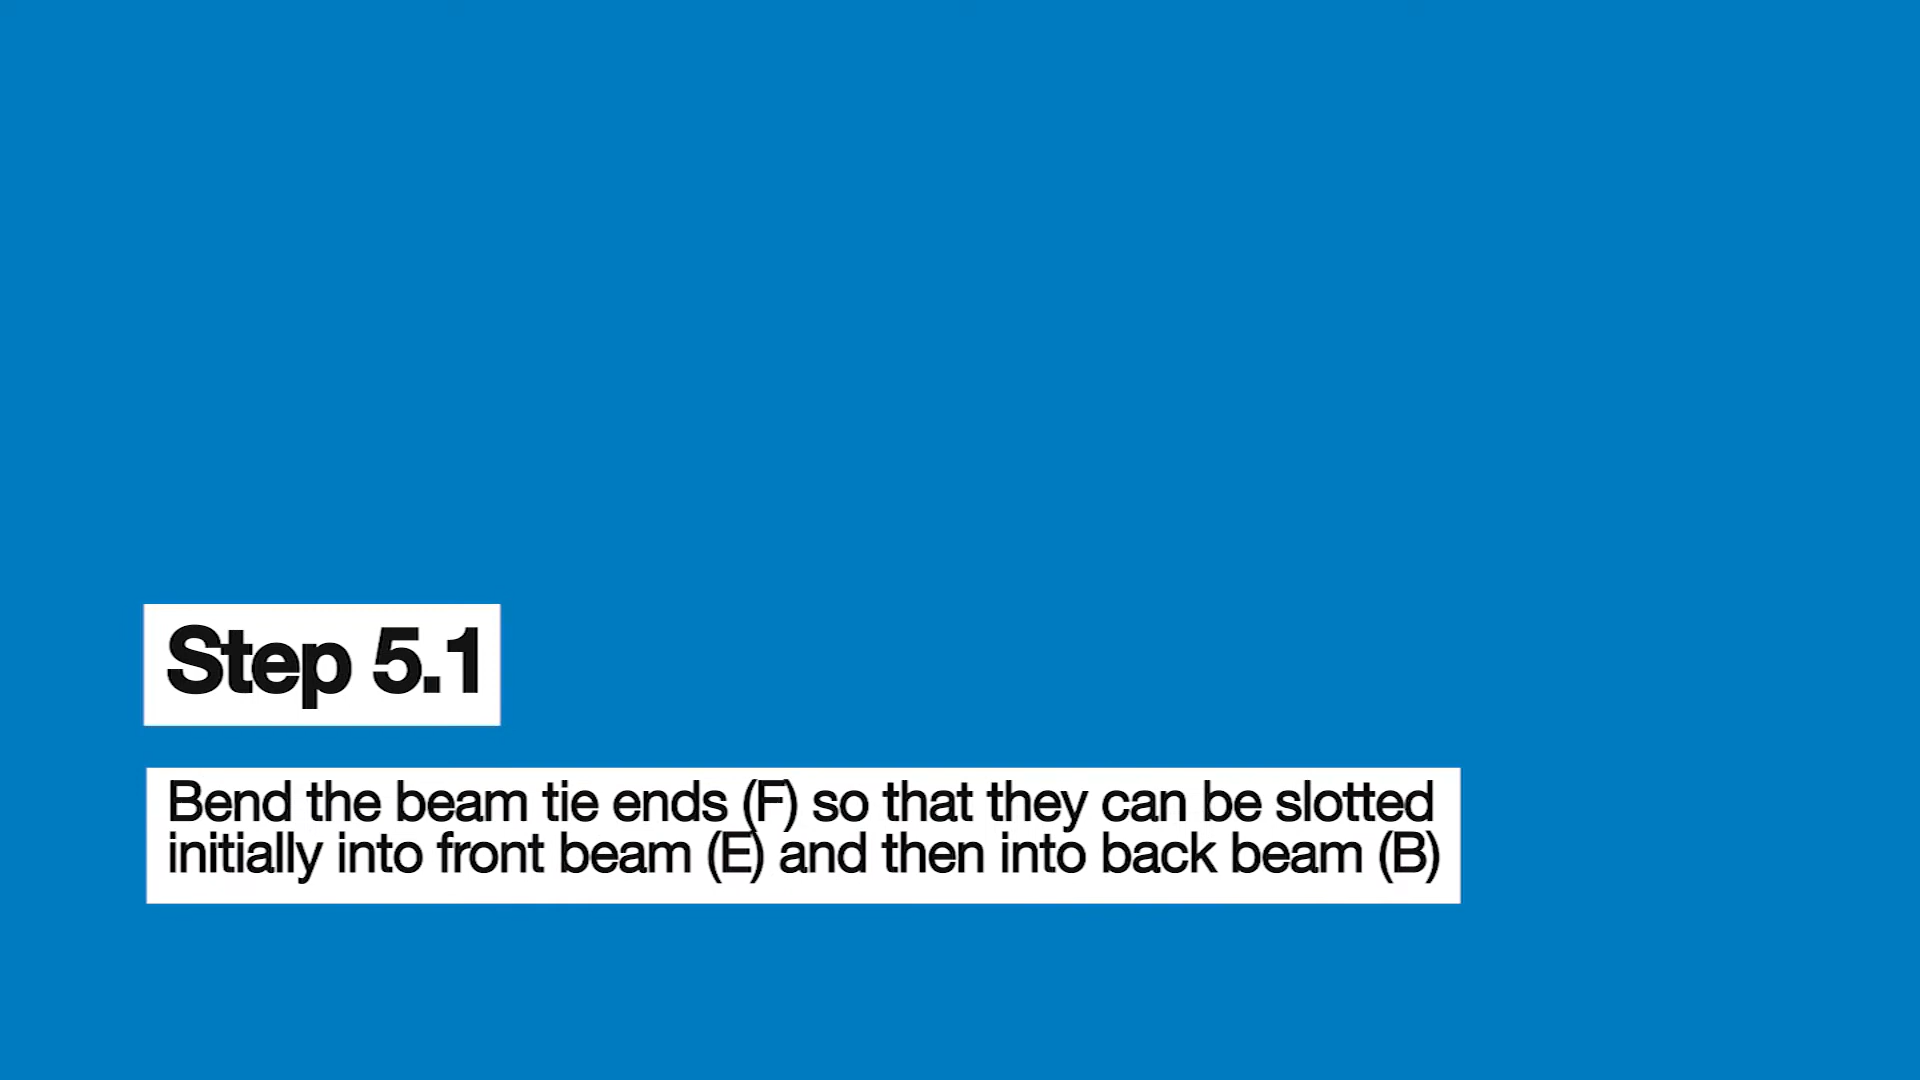 Step 5.1
Bend the beam tie ends (F) so that they can be slotted
initially into front beam (E) and then into back beam (B)